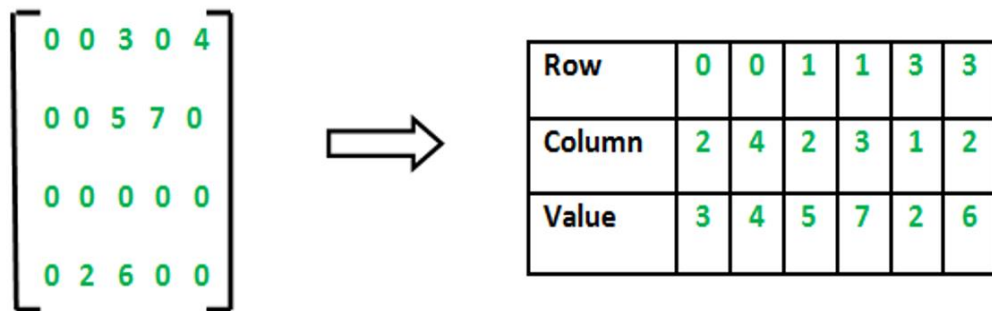 0 0 3 0 4
0 0 5 7 0
0 0 0 0 0
0 2 6 0 0
Row 0 0 1 1 3 3
Column 2 4 2 3 1 2
Value 3 4 5 7 2 6